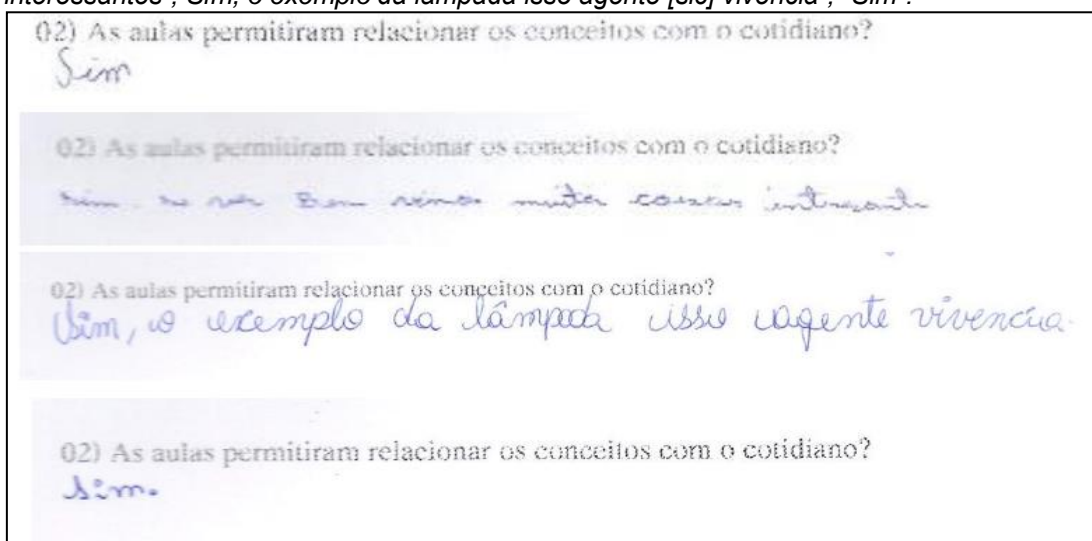 interessantes", Sim, o exemplo da lâmpada isso agente [sic] vivencia", "Sim".
02) As aulas permitiram relacionar os conceitos com o cotidiano?
Sim
02) As aulas permitiram relacionar os conceitos com o cotidiano?
sim muitas coisas
02) As aulas permitiram relacionar os conceitos com o cotidiano?
Sim, o exemplo da lâmpada isso agente vivencia.
02) As aulas permitiram relacionar os conceitos com o cotidiano?
Sim.